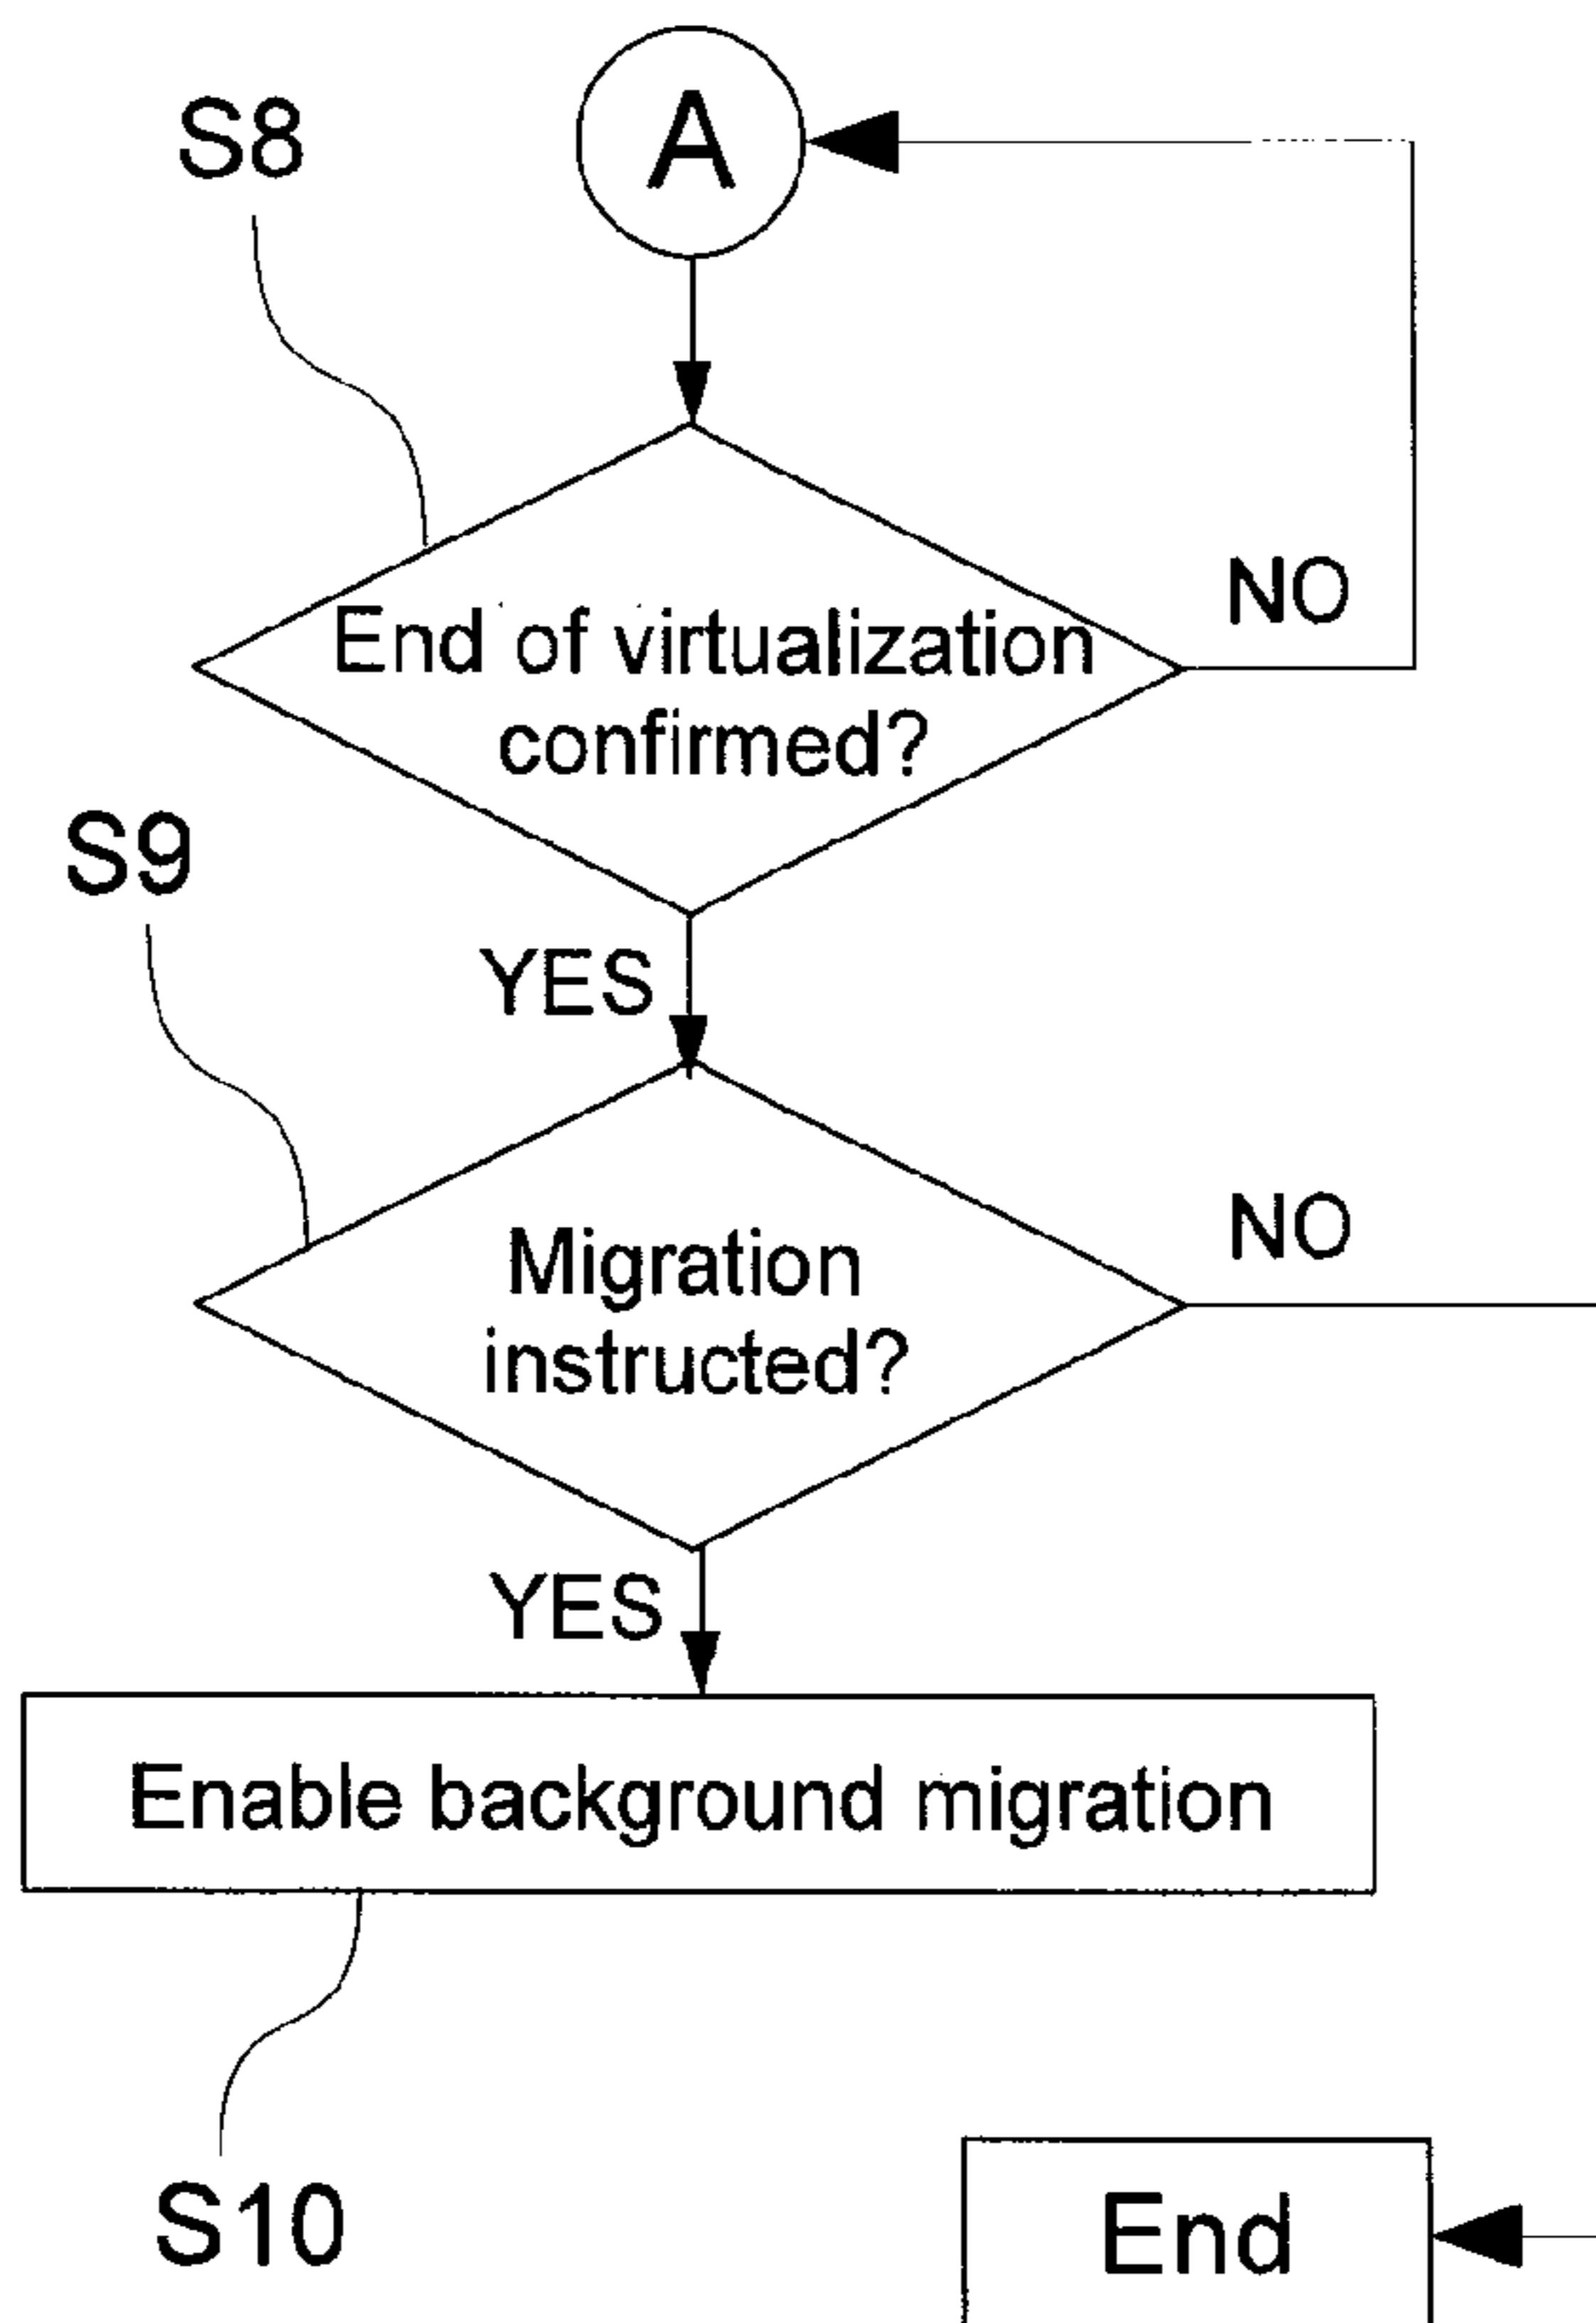 A
S8
End of virtualization
confirmed?
NO
YES
S9
Migration
instructed?
NO
YES
Enable background migration
S10
End